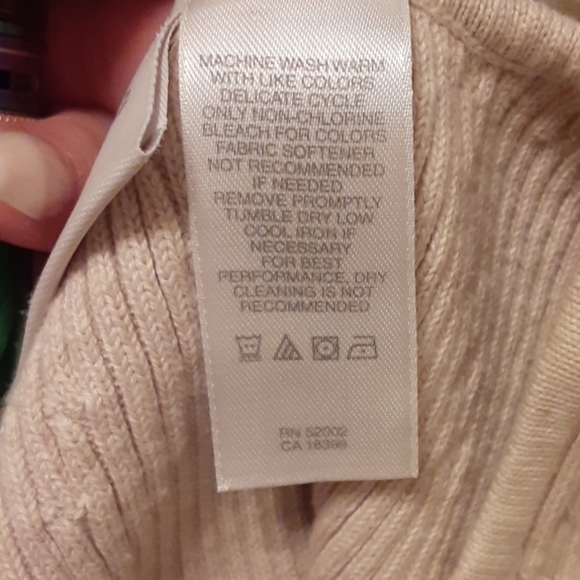 MACHINE WASH WARM
WITH LIKE COLORS
DELICATE CYCLE
ONLY NON-CHLORINE
BLEACH FOR COLORS
FABRIC SOFTENER
NOT RECOMMENDED
IF NEEDED
REMOVE PROMPTLY
TUMBLE DRY LOW
COOL IRON IF
NECESSARY
FOR BEST
PERFORMANCE, DRY
CLEANING IS NOT
RECOMMENDED
RN 52002
CA